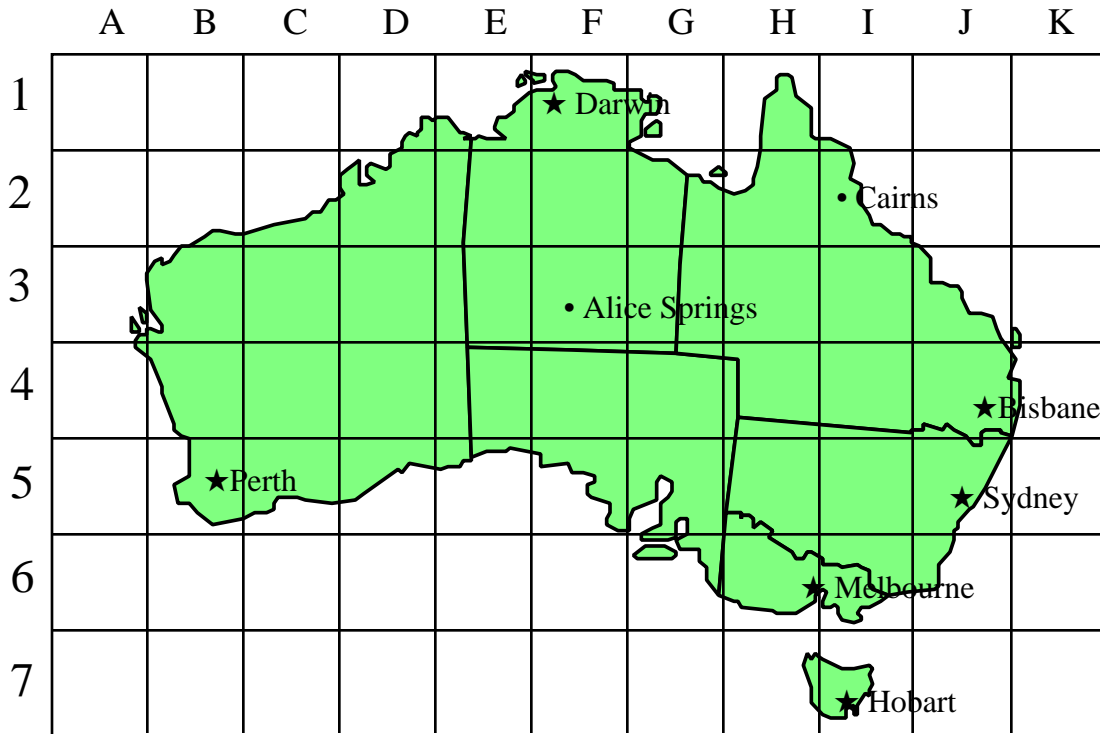 A B C D E F G H I J K
1
Darwin
2
Cairns
3
Alice Springs
4
Bisbane
5
Perth
Sydney
6
Melbourne
7
Hobart